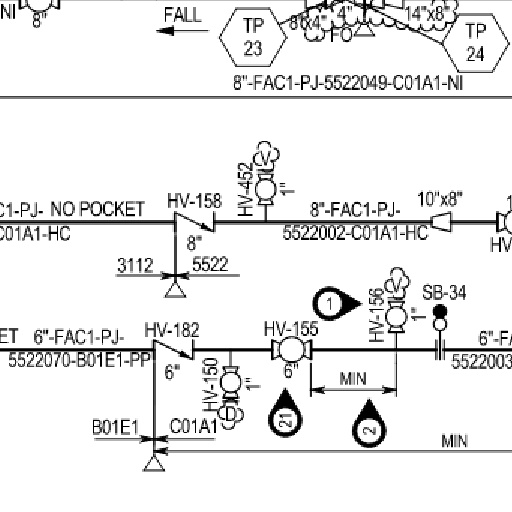 NI
8"
FALL
TP
23
4"
14"x8"
FO
TP
24
8"-FAC1-PJ-5522049-C01A1-NI
HV-452
V
1"
HV-158
8"
C1-PJ-
C01A1-HC
NO POCKET
8"-FAC1-PJ-
5522002-C01A1-HC
10"x8"
HV
3112
5522
1
HV-156
V
1"
SB-34
ET
6"-FAC1-PJ-
5522070-B01E1-PP
HV-182
6"
HV-155
6"
HV-150
1"
D
MIN
6"-FA
5522003
B01E1
C01A1
21
2
MIN